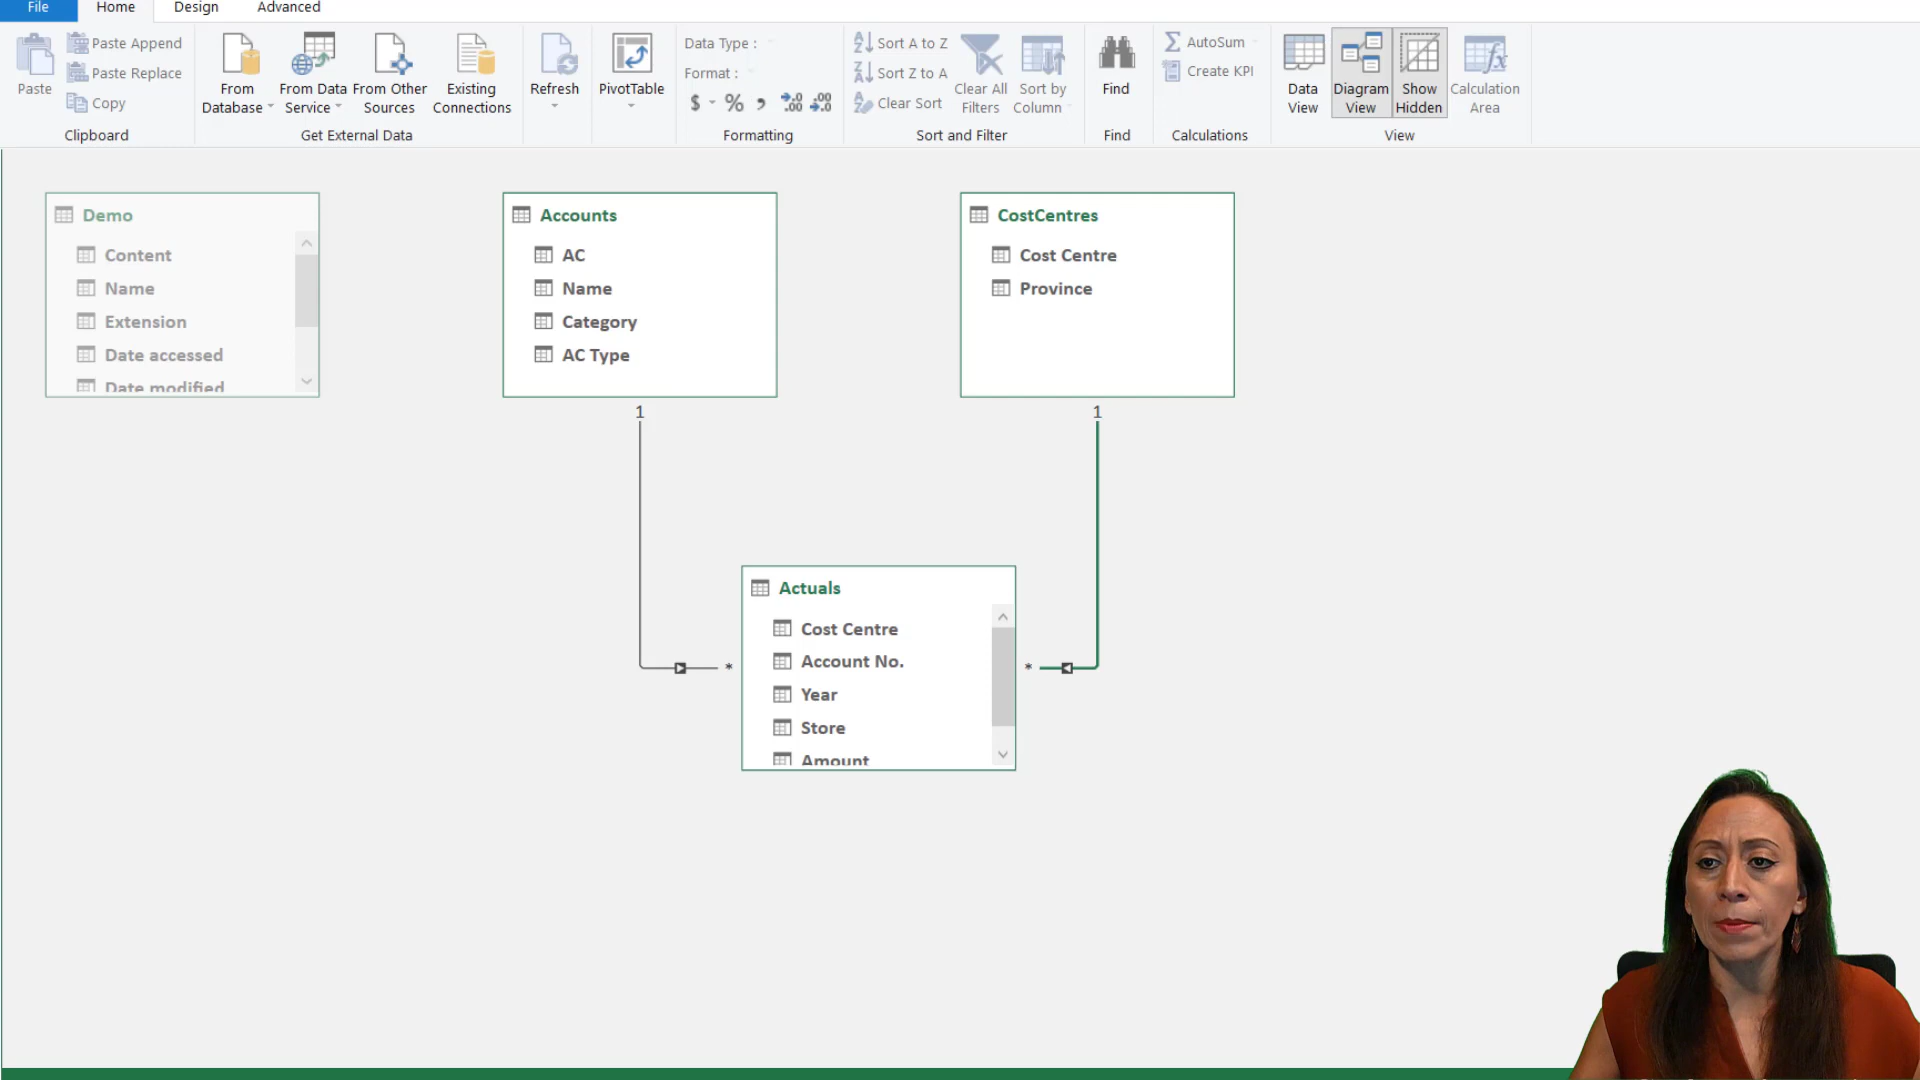 File Home Design Advanced
Paste
Paste Append
Paste Replace
Copy
Clipboard
From Database
From Data Service
From Other Sources
Existing Connections
Get External Data
Refresh
PivotTable
Data Type :
Format :
$ % , .00 .00
Formatting
Sort A to Z
Sort Z to A
Clear Sort
Clear All Filters
Sort by Column
Sort and Filter
Find
Find
AutoSum
Create KPI
Calculations
Data View
Diagram View
Show Hidden
Calculation Area
View
Demo
Content
Name
Extension
Date accessed
Date modified
Accounts
AC
Name
Category
AC Type
CostCentres
Cost Centre
Province
1
1
Actuals
Cost Centre
Account No.
Year
Store
Amount
*
*